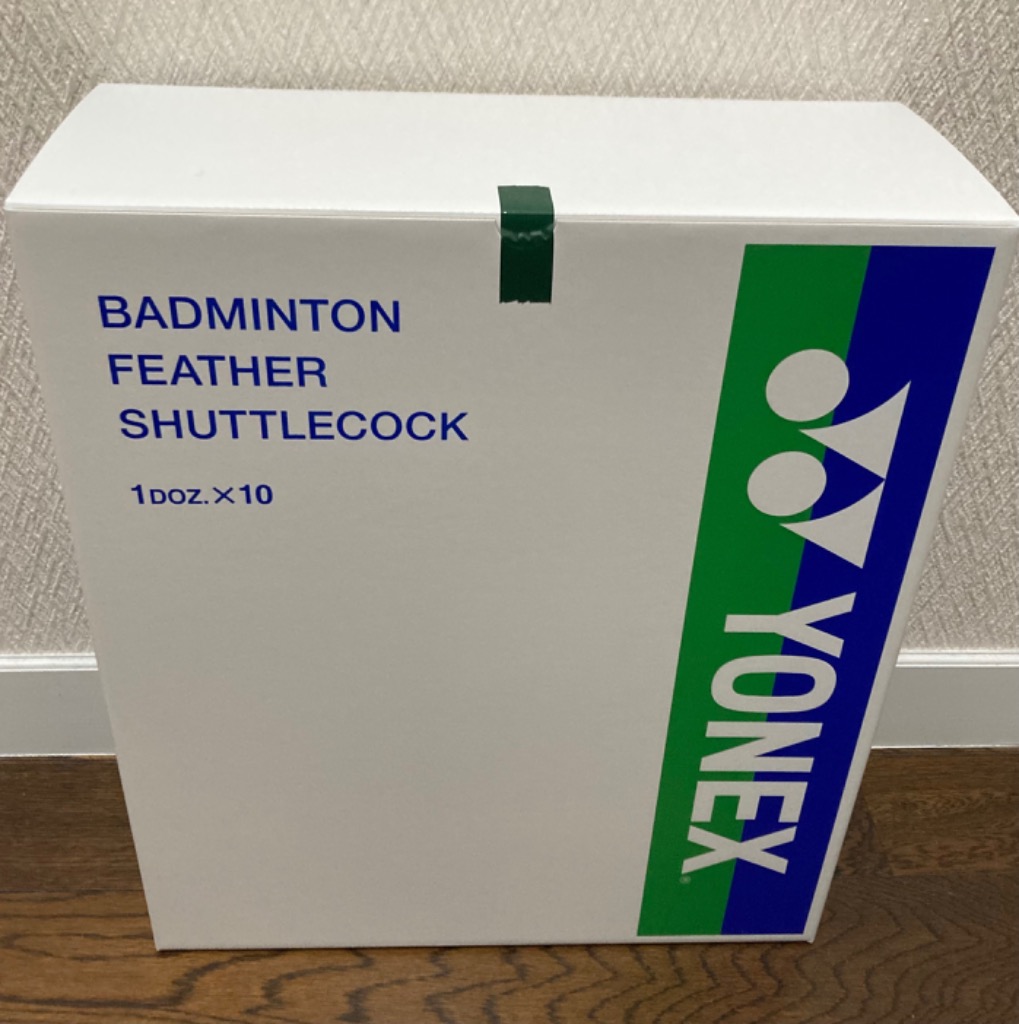 BADMINTON
FEATHER
SHUTTLECOCK
1DOZ.×10
YONEX®